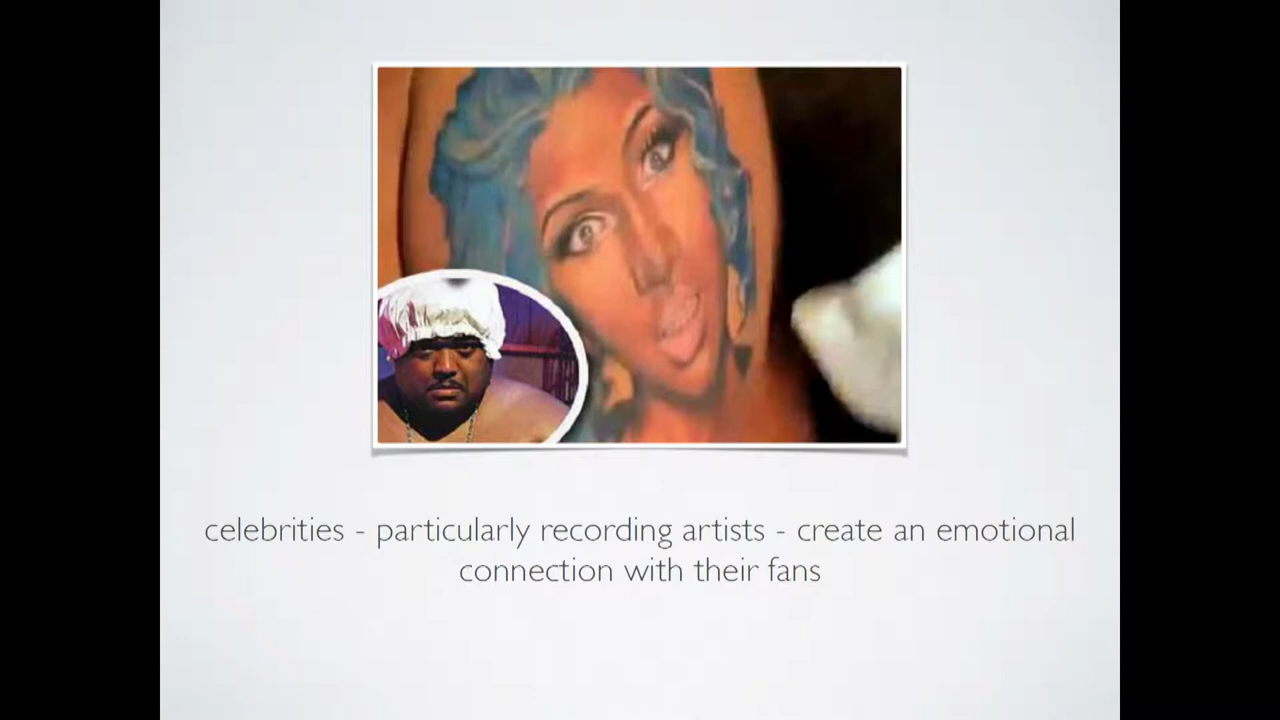 celebrities - particularly recording artists - create an emotional
connection with their fans